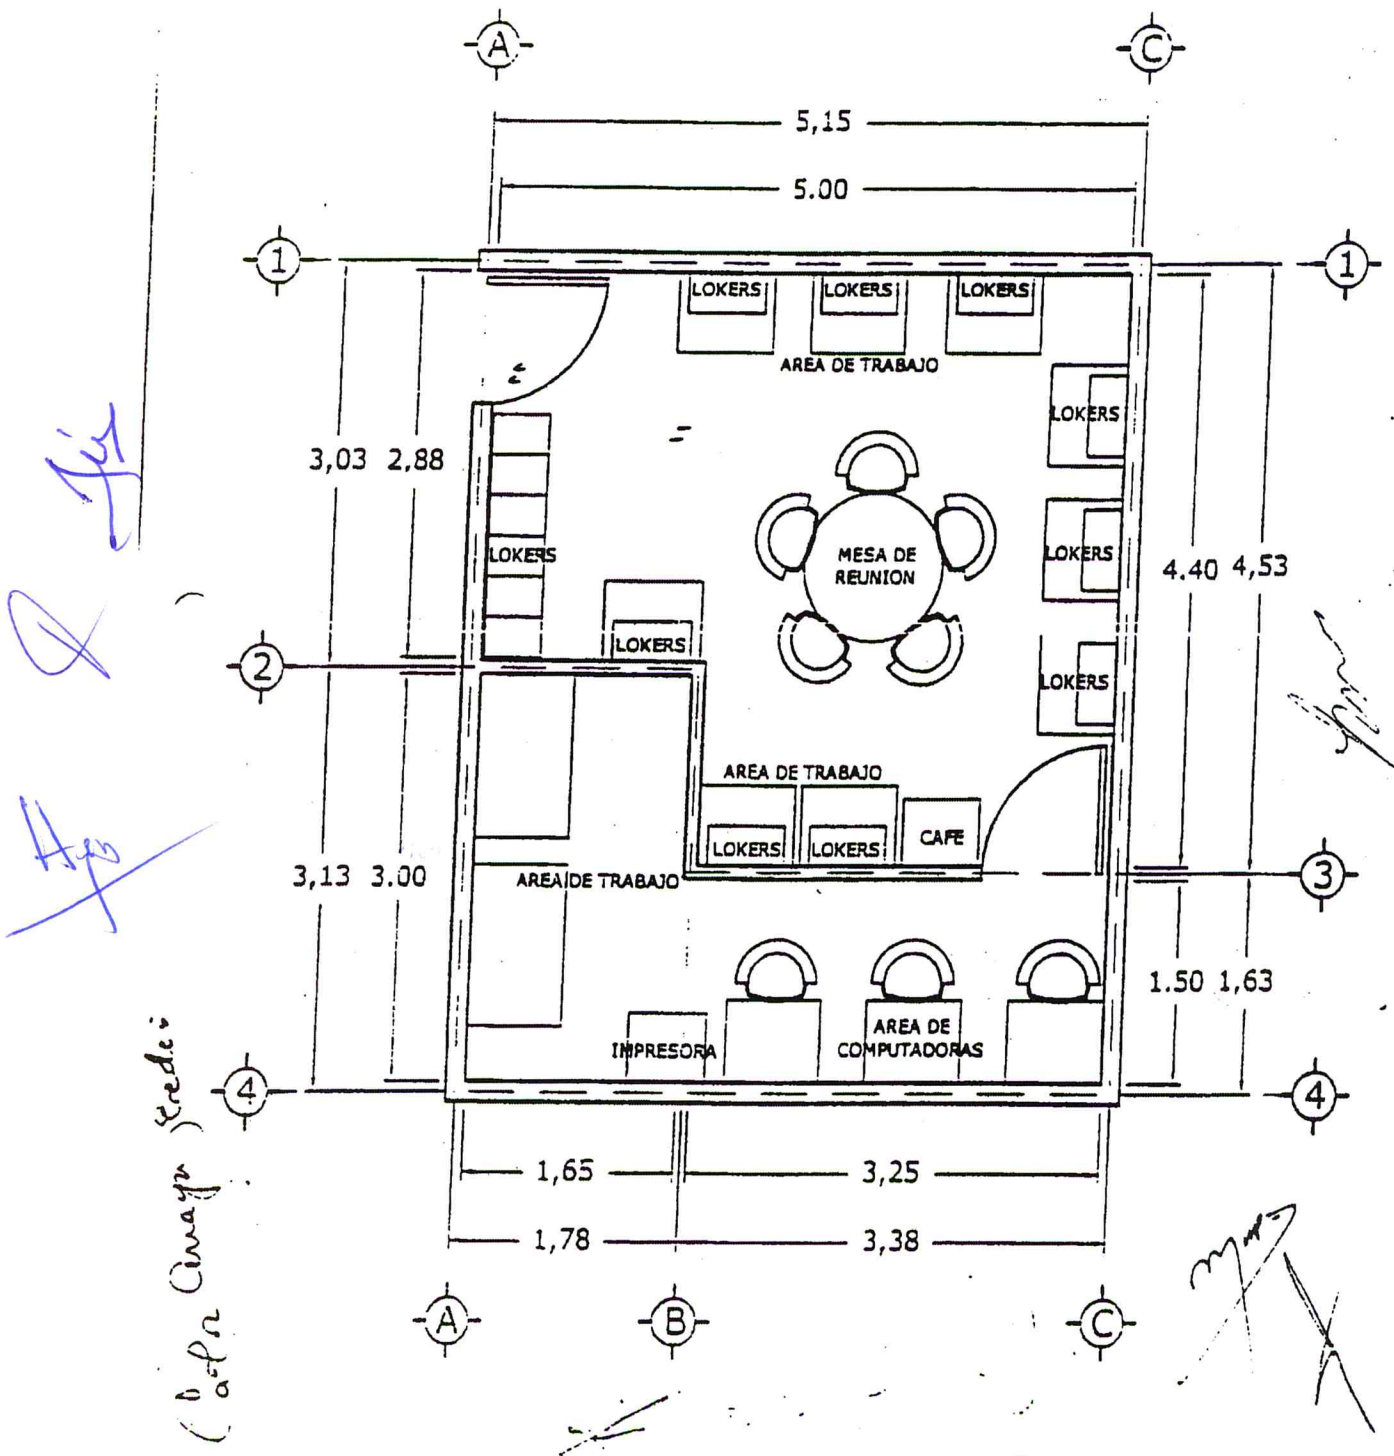 A C
5,15
5.00
1 1
LOKERS LOKERS LOKERS
AREA DE TRABAJO
LOKERS
3,03 2,88
LOKERS
MESA DE
REUNION
LOKERS
4.40 4,53
LOKERS
2
LOKERS
AREA DE TRABAJO
LOKERS LOKERS CAFE
3,13 3.00
AREA DE TRABAJO
3
1.50 1,63
IMPRESORA
AREA DE
COMPUTADORAS
4 4
1,65 3,25
1,78 3,38
A B C